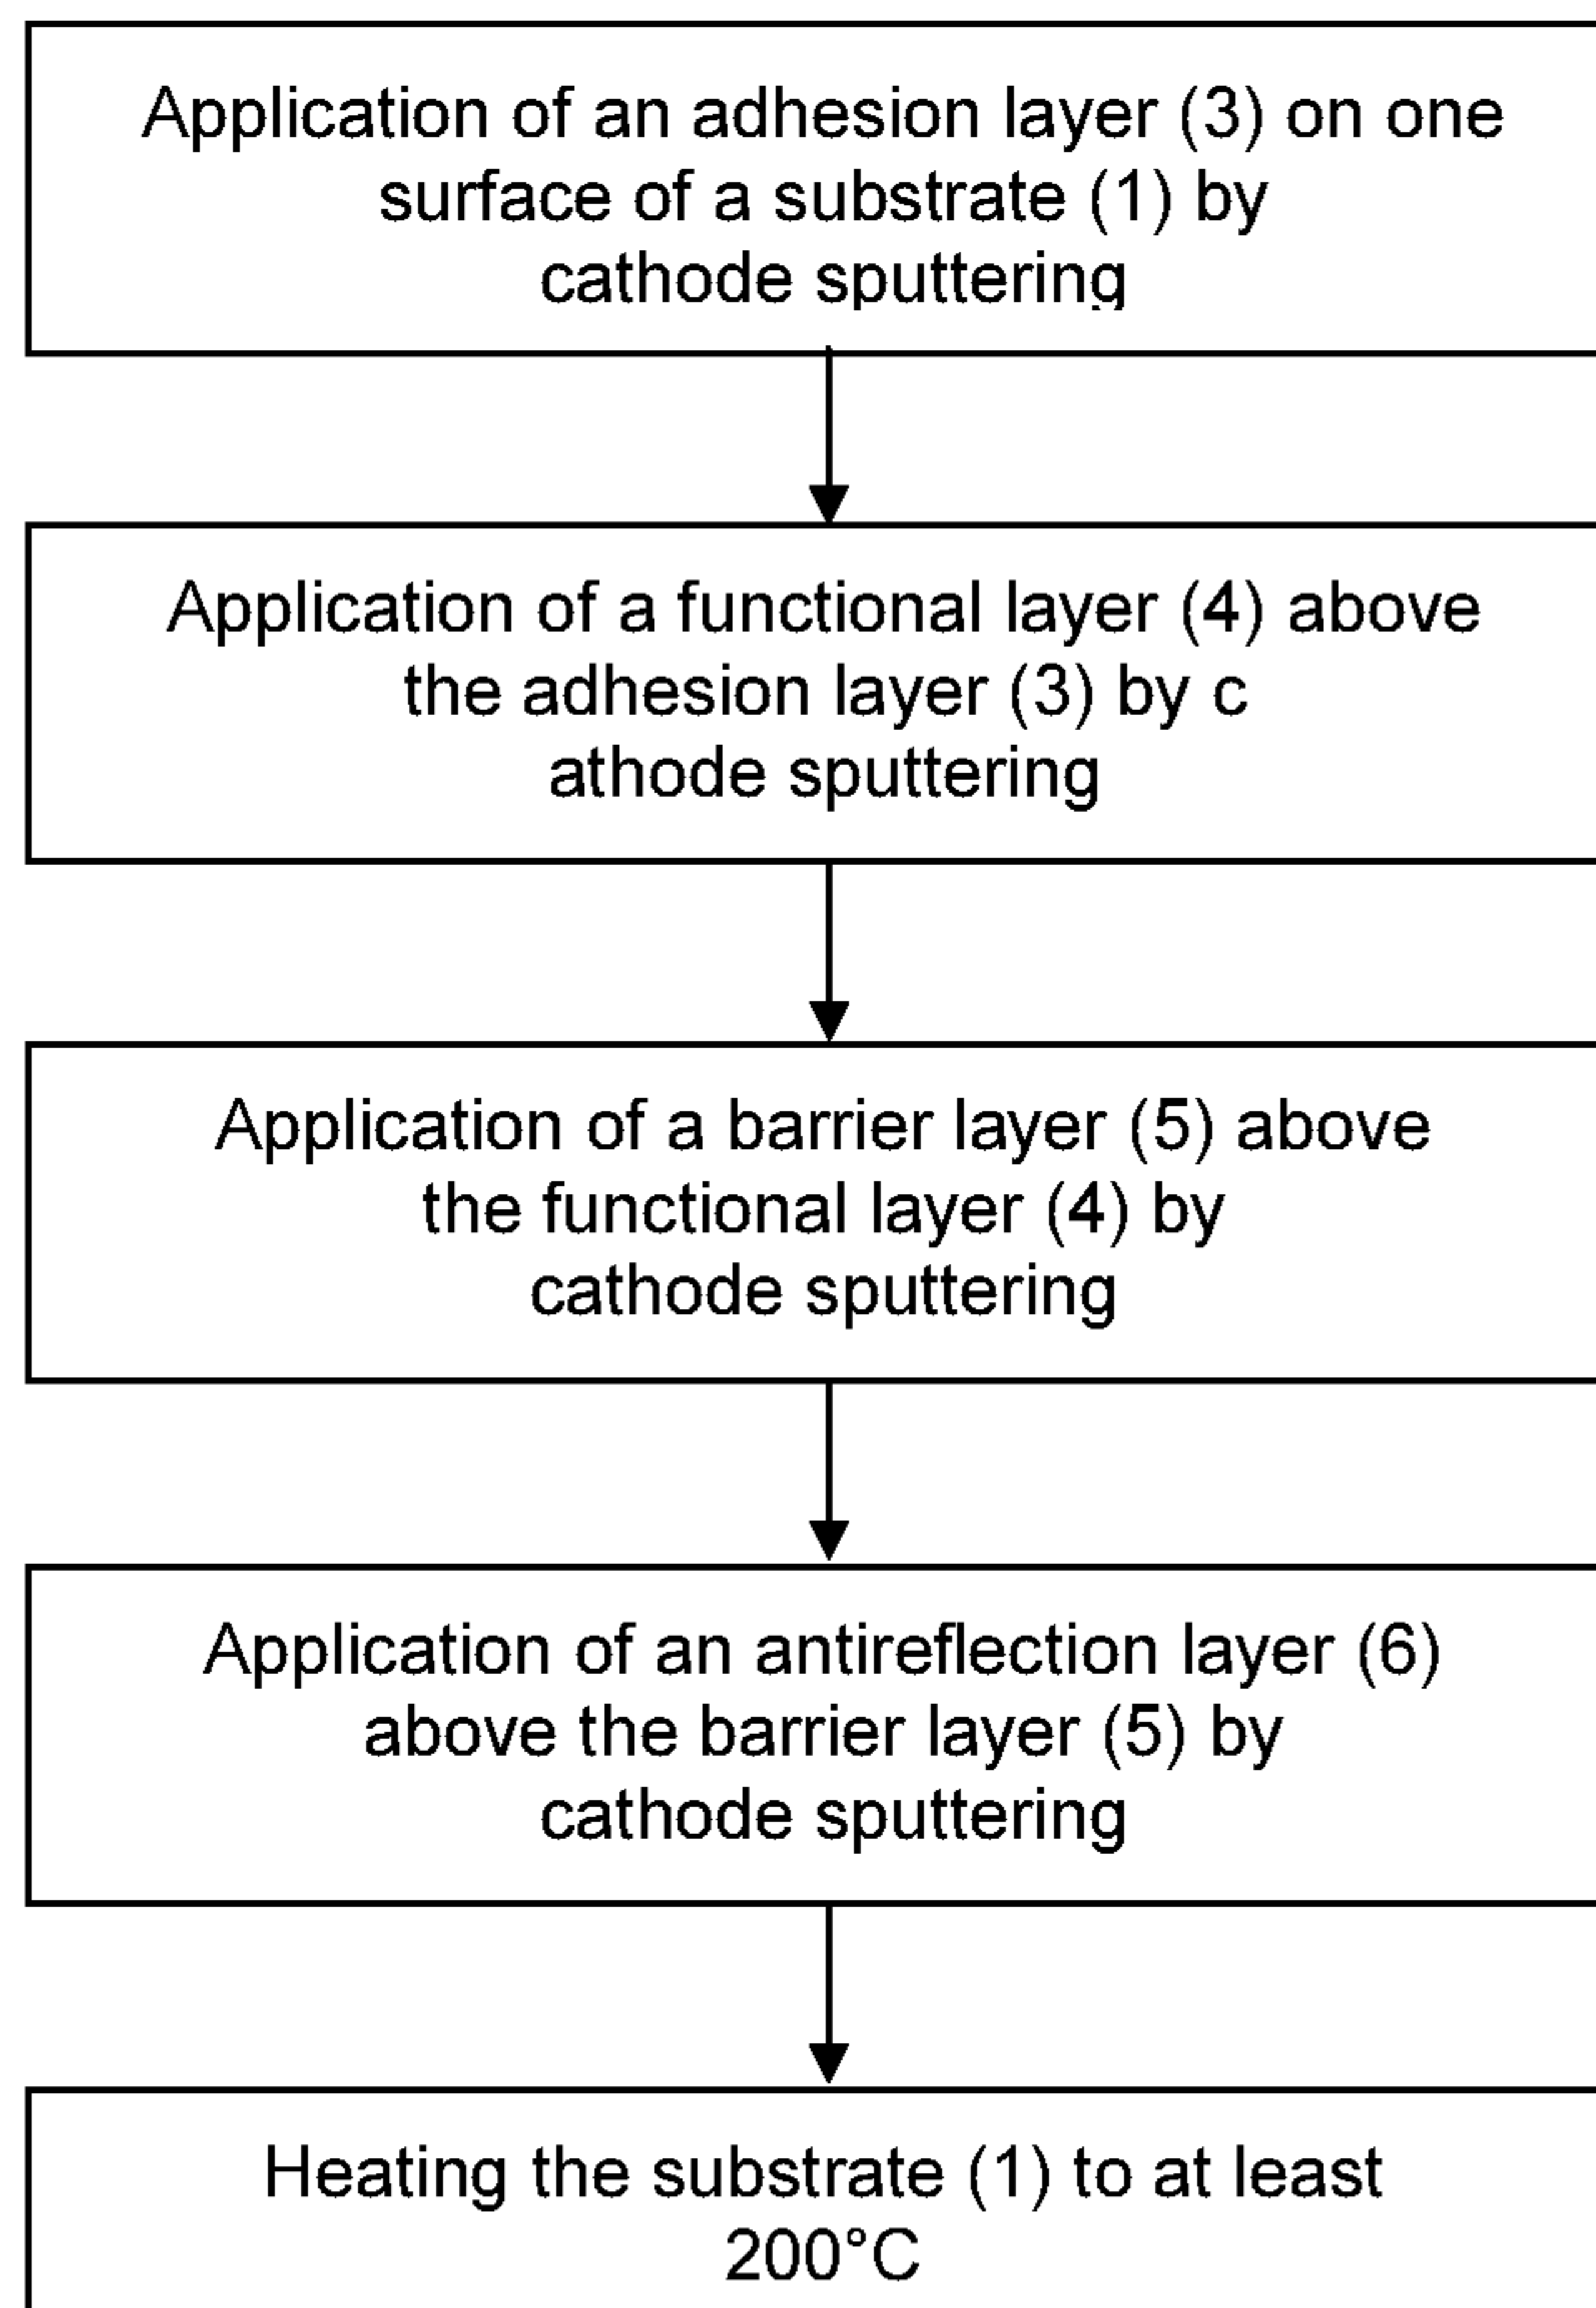 Application of an adhesion layer (3) on one
surface of a substrate (1) by
cathode sputtering
Application of a functional layer (4) above
the adhesion layer (3) by c
athode sputtering
Application of a barrier layer (5) above
the functional layer (4) by
cathode sputtering
Application of an antireflection layer (6)
above the barrier layer (5) by
cathode sputtering
Heating the substrate (1) to at least
200°C